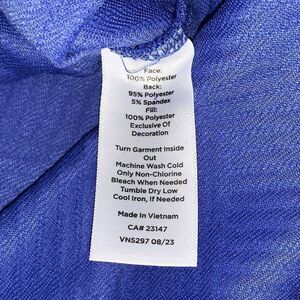 Face:
100% Polyester
Back:
95% Polyester
5% Spandex
Fill:
100% Polyester
Exclusive Of
Decoration
Turn Garment Inside
Out
Machine Wash Cold
Only Non-Chlorine
Bleach When Needed
Tumble Dry Low
Cool Iron, If Needed
Made In Vietnam
CA# 23147
VN5297 08/23